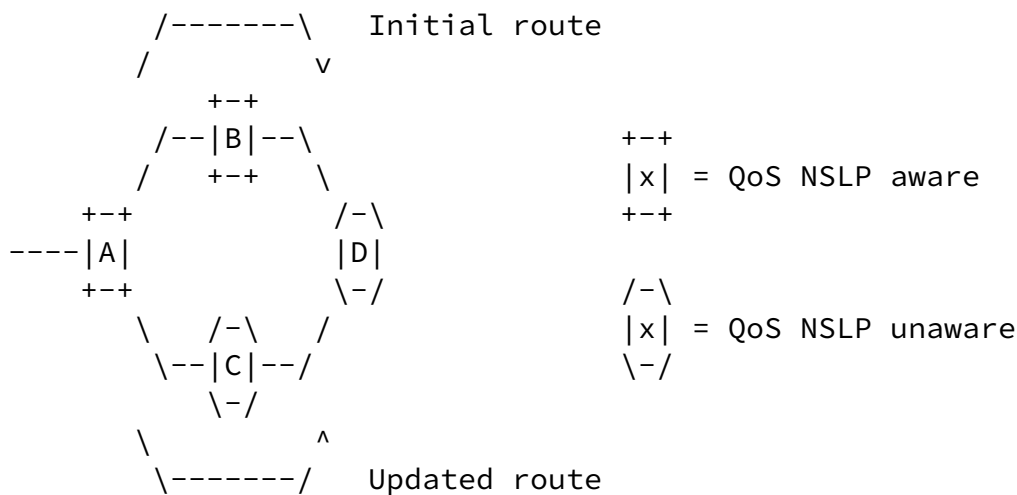 /-------\   Initial route
       /         v
          +-+
       /--|B|--\                +-+
      /   +-+   \               |x| = QoS NSLP aware
   +-+           /-\            +-+
----|A|           |D|
   +-+           \-/            /-\
      \   /-\   /               |x| = QoS NSLP unaware
       \--|C|--/                \-/
          \-/
      \         ^
       \-------/   Updated route